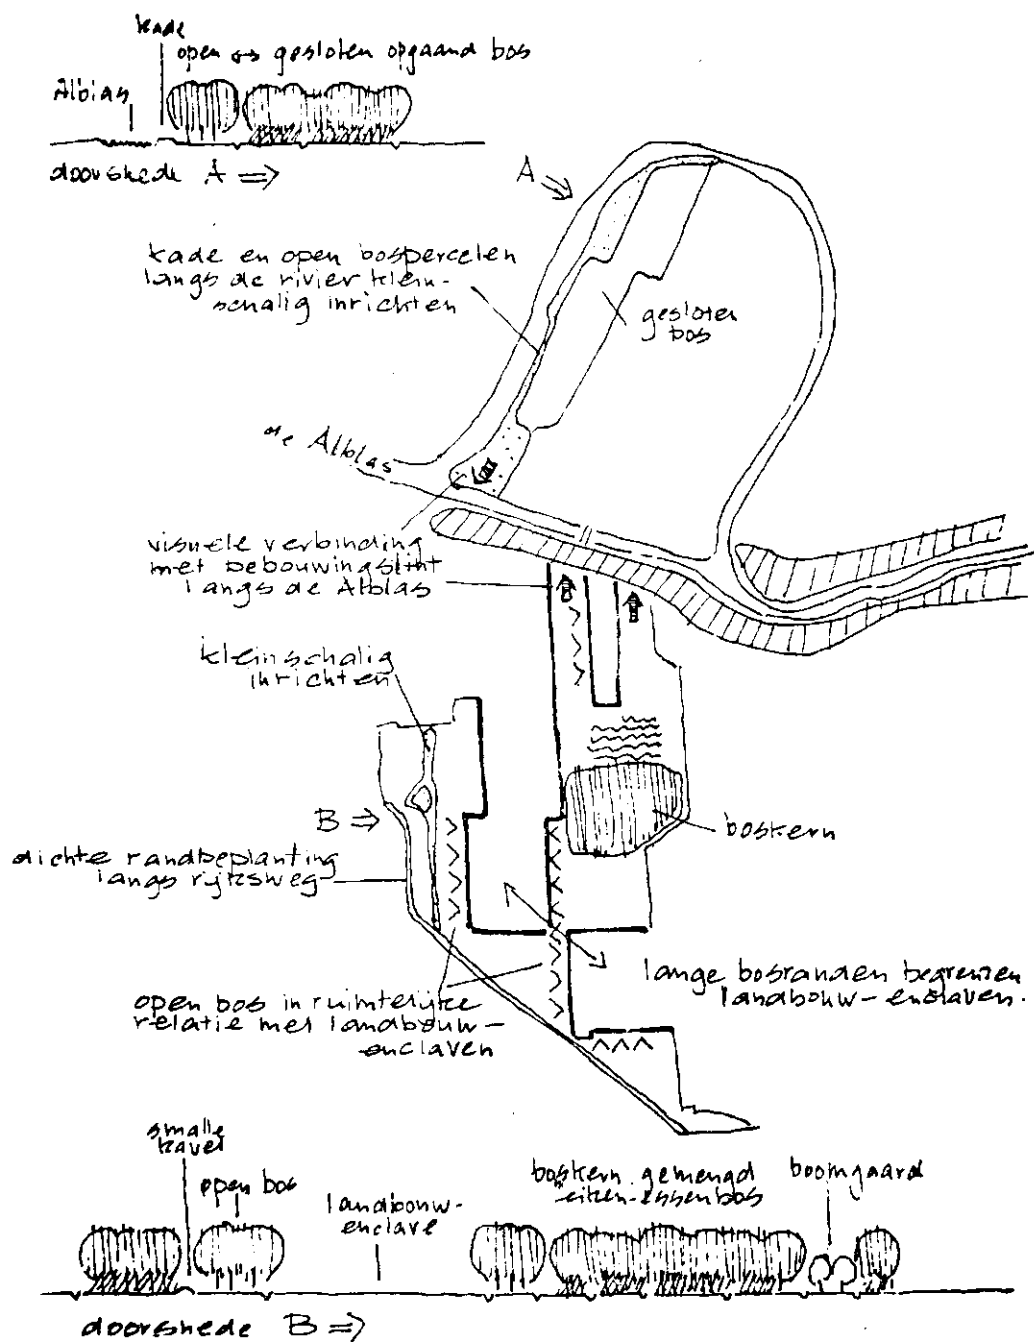 kade
open ↔ gesloten opgaand bos
Alblas
doorsnede A ⇒
A ⇒
kade en open bospercelen
langs de rivier klein-
schalig inrichten
gesloten
bos
de Alblas
visuele verbinding
met bebouwingslint
langs de Alblas
kleinschalig
inrichten
B ⇒
boskern
dichte randbeplanting
langs rijksweg
lange bosranden begrenzen
landbouw-enclaven.
open bos in ruimtelijke
relatie met landbouw-
enclaven
smalle
kavel
open bos
landbouw-
enclave
boskern gemengd
eiken-essenbos
boomgaard
doorsnede B ⇒